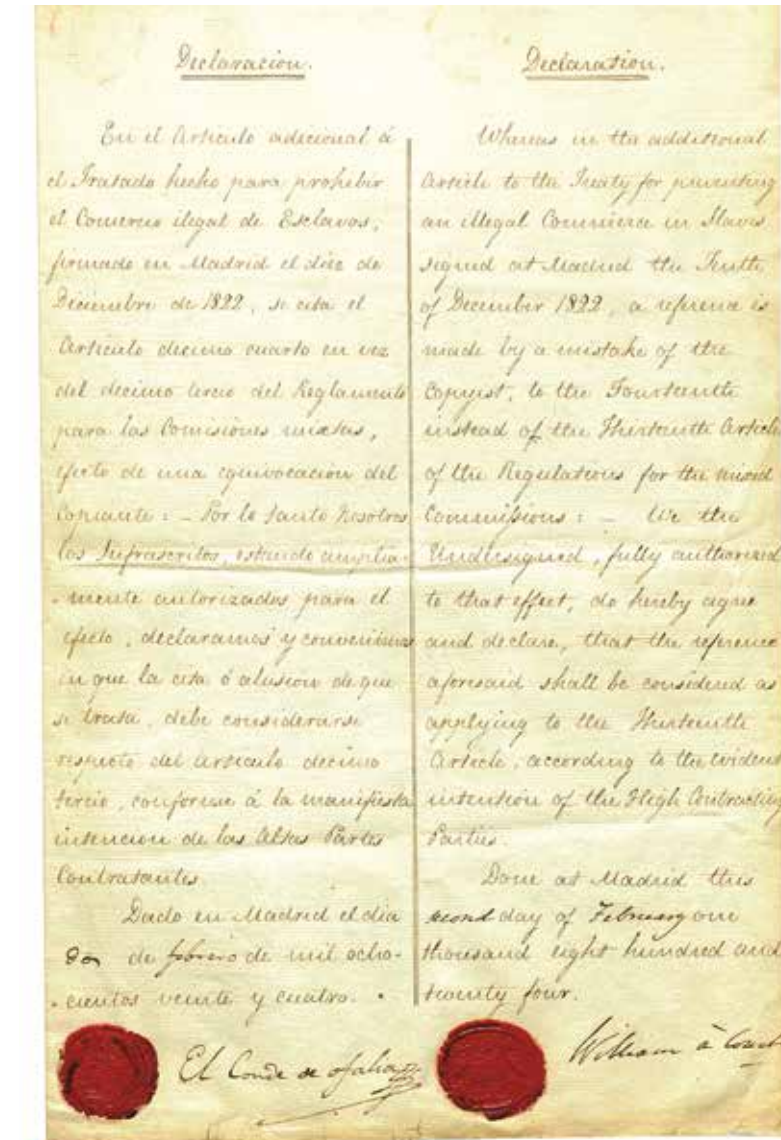 Declaracion.
En el Articulo adicional á
el Tratado hecho para prohibir
el Comercio ilegal de Esclavos,
firmado en Madrid el diez de
Diciembre de 1822, se cita el
Articulo decimo cuarto en vez
del decimo tercio del Reglamento
para las Comisiones mixtas,
efecto de una equivocacion del
Copiante: - Por lo tanto Nosotros
los Infrascritos, estando amplia-
-mente autorizados para el
efecto, declaramos y convenimos
en que la cita ó alusion de que
se trata, debe considerarse
respecto del Articulo decimo
tercio, conforme á la manifiesta
intencion de las Altas Partes
Contratantes.
Dado en Madrid el dia
dos de febrero de mil ocho-
-cientos veinte y cuatro.
El Conde de Ofalia
Declaration.
Whereas in the additional
Article to the Treaty for preventing
an illegal Commerce in Slaves
signed at Madrid the Tenth
of December 1822, a reference is
made by a mistake of the
Copyist, to the Fourteenth
instead of the Thirteenth Article
of the Regulations for the mixed
Commissions: - We the
Undersigned, fully authorized
to that effect, do hereby agree
and declare, that the reference
aforesaid shall be considered as
applying to the Thirteenth
Article, according to the evident
intention of the High Contracting
Parties.
Done at Madrid this
second day of February one
thousand eight hundred and
twenty four.
William à Court